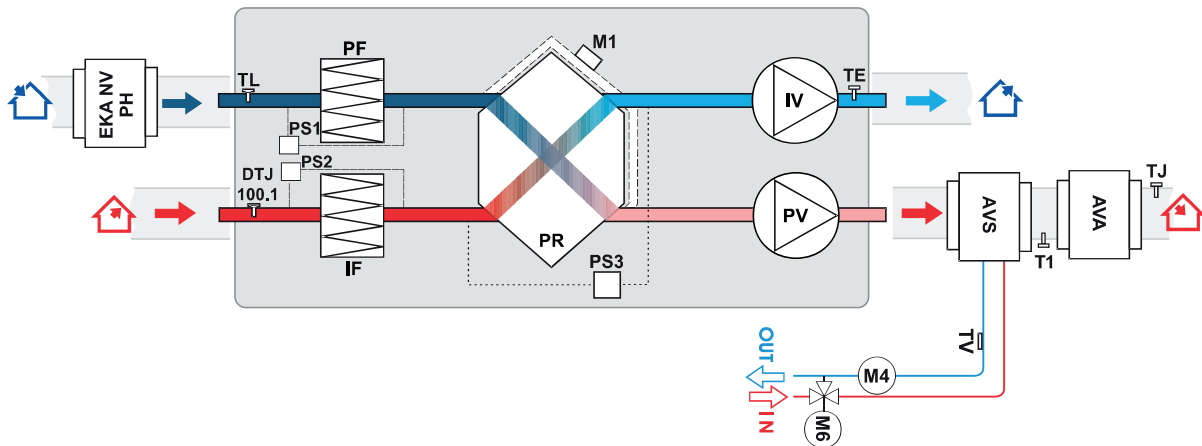 EKA NV
PH
TL
PF
M1
IV
TE
PS1
PS2
DTJ
100.1
IF
PR
PS3
PV
AVS
T1
AVA
TJ
TV
OUT
M4
IN
M6